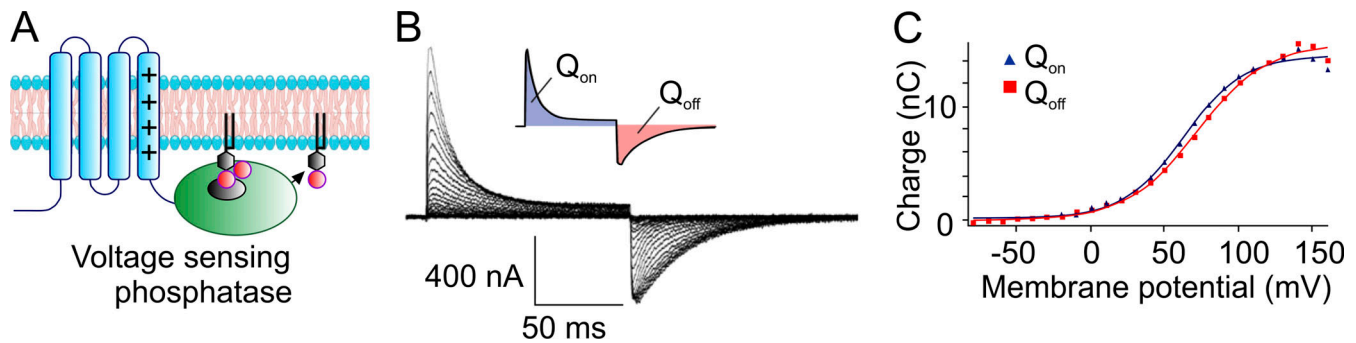 A
+
+
+
+
Voltage sensing
phosphatase
B
Qon
Qoff
400 nA
50 ms
C
Qon
Qoff
Charge (nC)
10
0
-50
0
50
100
150
Membrane potential (mV)